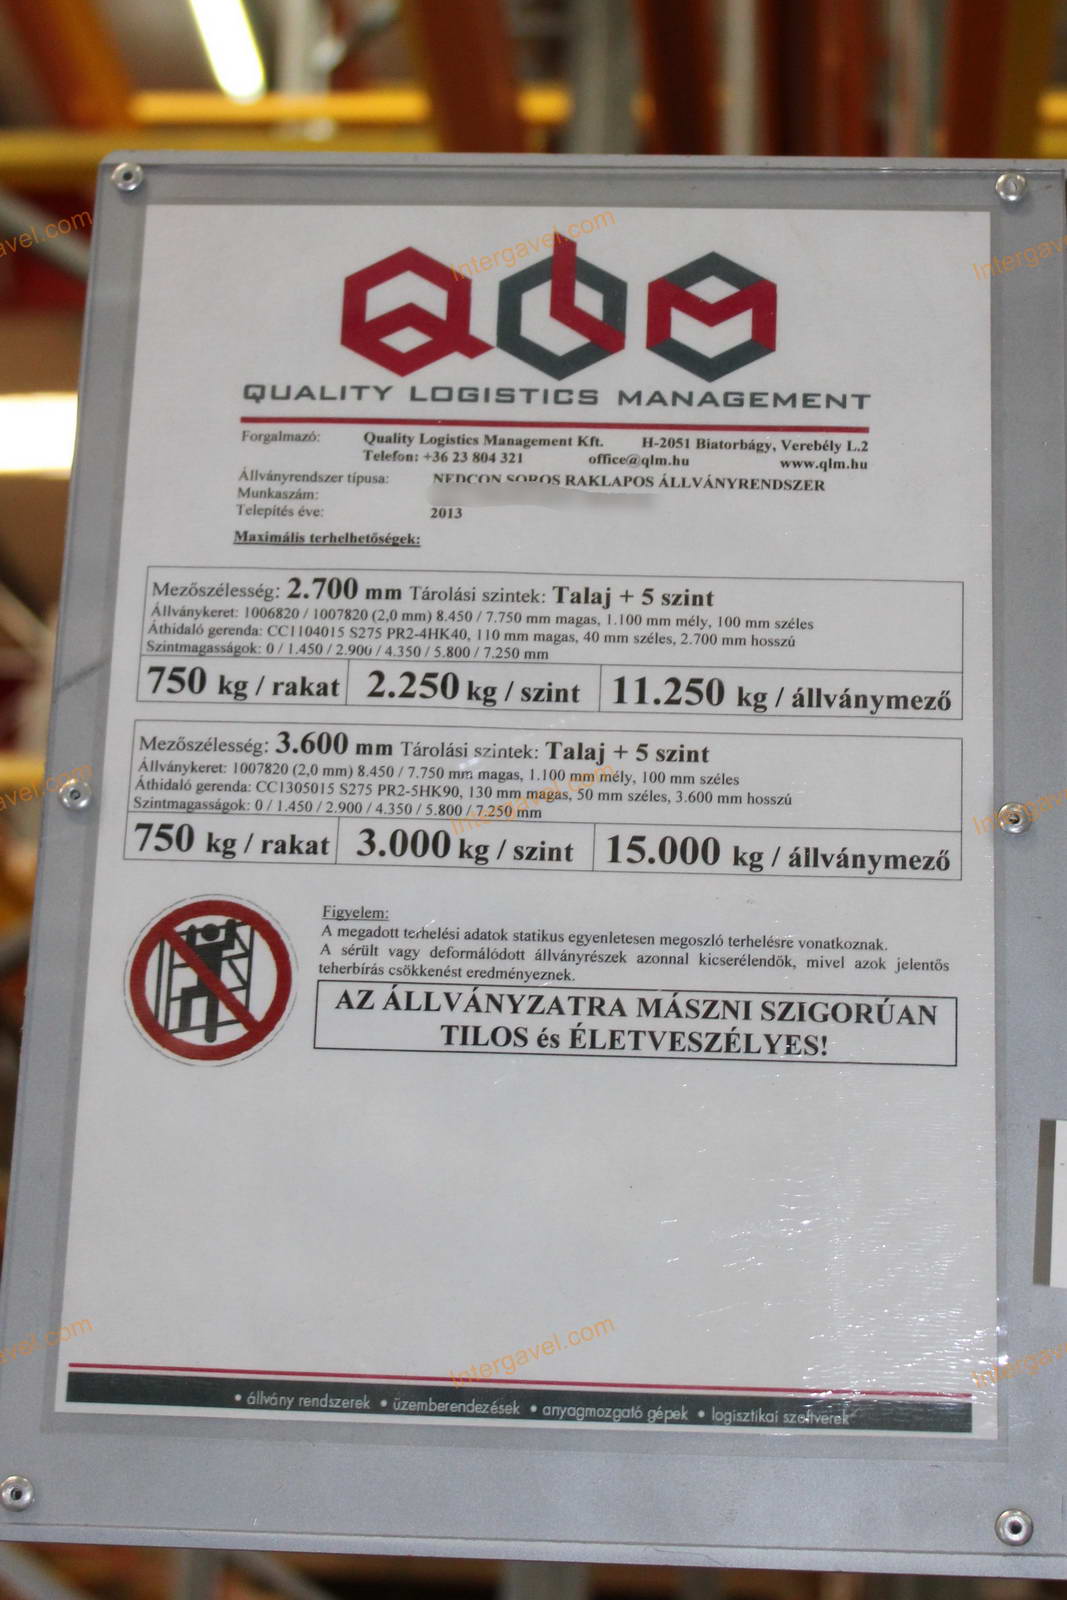 QLM
QUALITY LOGISTICS MANAGEMENT
Forgalmazó: Quality Logistics Management Kft. H-2051 Biatorbágy, Verebély L.2
Telefon: +36 23 804 321 office@qlm.hu www.qlm.hu
Állványrendszer típusa: NEDCON SOROS RAKLAPOS ÁLLVÁNYRENDSZER
Munkaszám:
Telepítés éve: 2013
Maximális terhelhetőségek:
Mezőszélesség: 2.700 mm Tárolási szintek: Talaj + 5 szint
Állványkeret: 1006820 / 1007820 (2,0 mm) 8.450 / 7.750 mm magas, 1.100 mm mély, 100 mm széles
Áthidaló gerenda: CC1104015 S275 PR2-4HK40, 110 mm magas, 40 mm széles, 2.700 mm hosszú
Szintmagasságok: 0 / 1.450 / 2.900 / 4.350 / 5.800 / 7.250 mm
750 kg / rakat 2.250 kg / szint 11.250 kg / állványmező
Mezőszélesség: 3.600 mm Tárolási szintek: Talaj + 5 szint
Állványkeret: 1007820 (2,0 mm) 8.450 / 7.750 mm magas, 1.100 mm mély, 100 mm széles
Áthidaló gerenda: CC1305015 S275 PR2-5HK90, 130 mm magas, 50 mm széles, 3.600 mm hosszú
Szintmagasságok: 0 / 1.450 / 2.900 / 4.350 / 5.800 / 7.250 mm
750 kg / rakat 3.000 kg / szint 15.000 kg / állványmező
Figyelem:
A megadott terhelési adatok statikus egyenletesen megoszló terhelésre vonatkoznak.
A sérült vagy deformálódott állványrészek azonnal kicserélendök, mivel azok jelentős
teherbírás csökkenést eredményeznek.
AZ ÁLLVÁNYZATRA MÁSZNI SZIGORÚAN
TILOS és ÉLETVESZÉLYES!
• állvány rendszerek • üzemberendezések • anyagmozgató gépek • logisztikai szoftverek
Intergavel.com
Intergavel.com
Intergavel.com